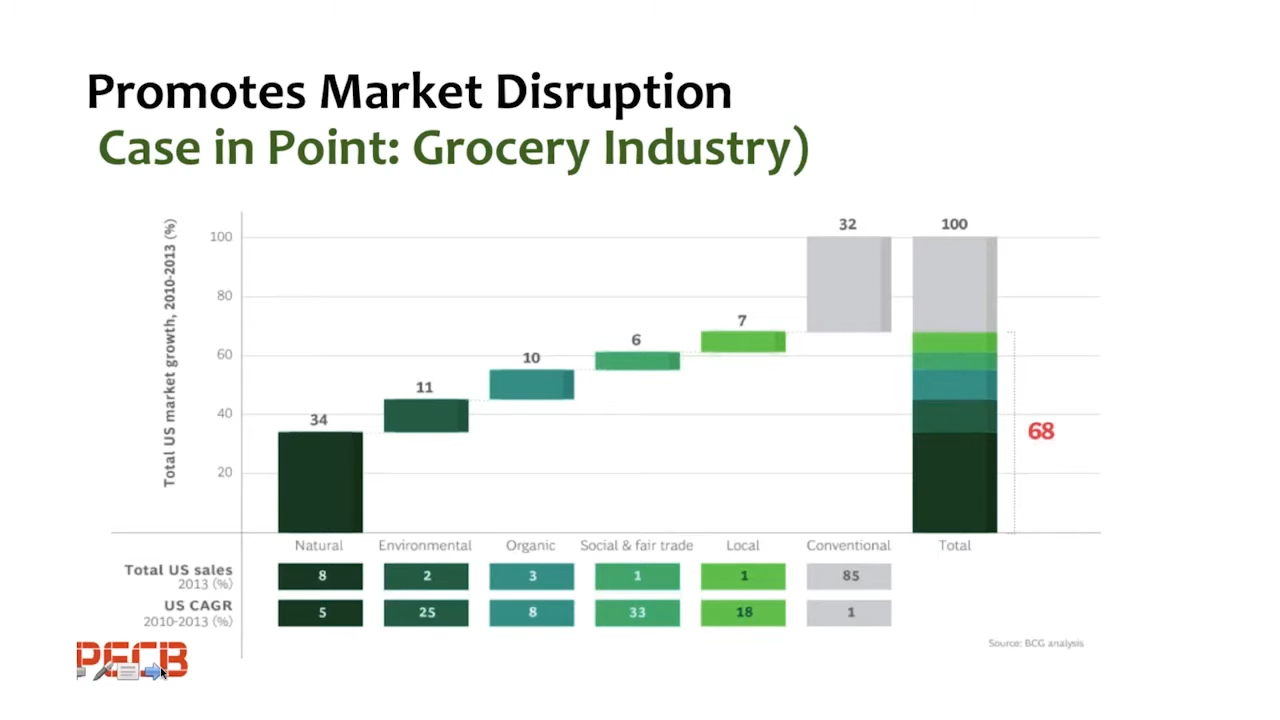 Promotes Market Disruption
Case in Point: Grocery Industry)
Total US market growth, 2010-2013 (%)
100
80
60
40
20
34
11
10
6
7
32
100
68
Natural Environmental Organic Social & fair trade Local Conventional Total
Total US sales
2013 (%)
8 2 3 1 1 85
US CAGR
2010-2013 (%)
5 25 8 33 18 1
Source: BCG analysis
PECB